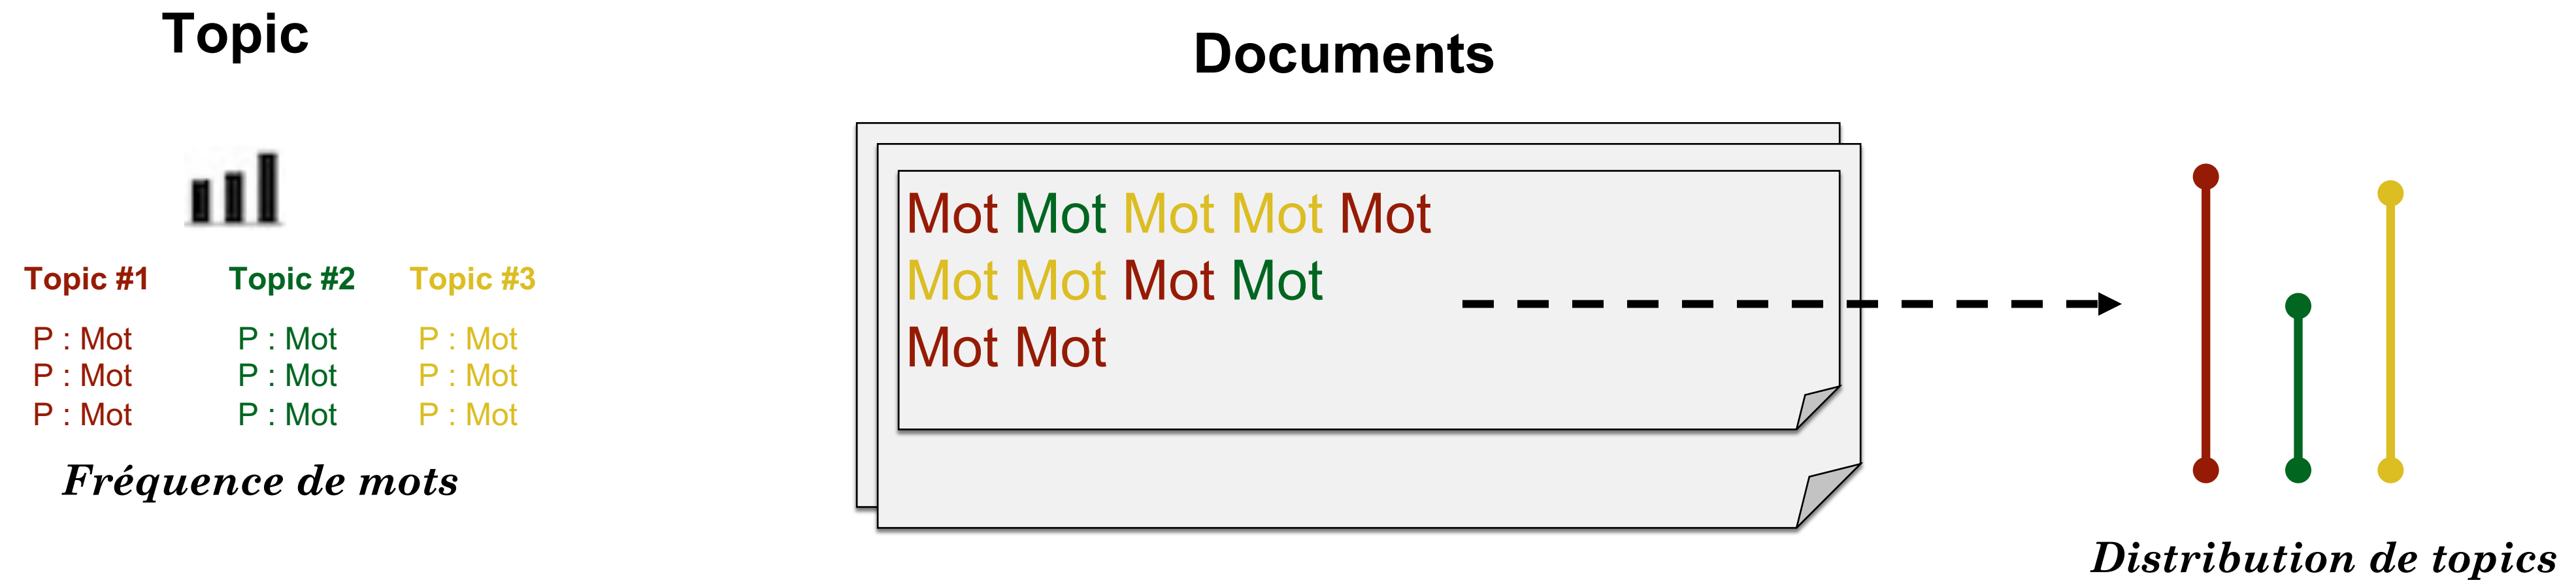 Topic
Topic #1 Topic #2 Topic #3
P : Mot P : Mot P : Mot
P : Mot P : Mot P : Mot
P : Mot P : Mot P : Mot
Fréquence de mots
Documents
Mot Mot Mot Mot Mot
Mot Mot Mot Mot
Mot Mot
Distribution de topics